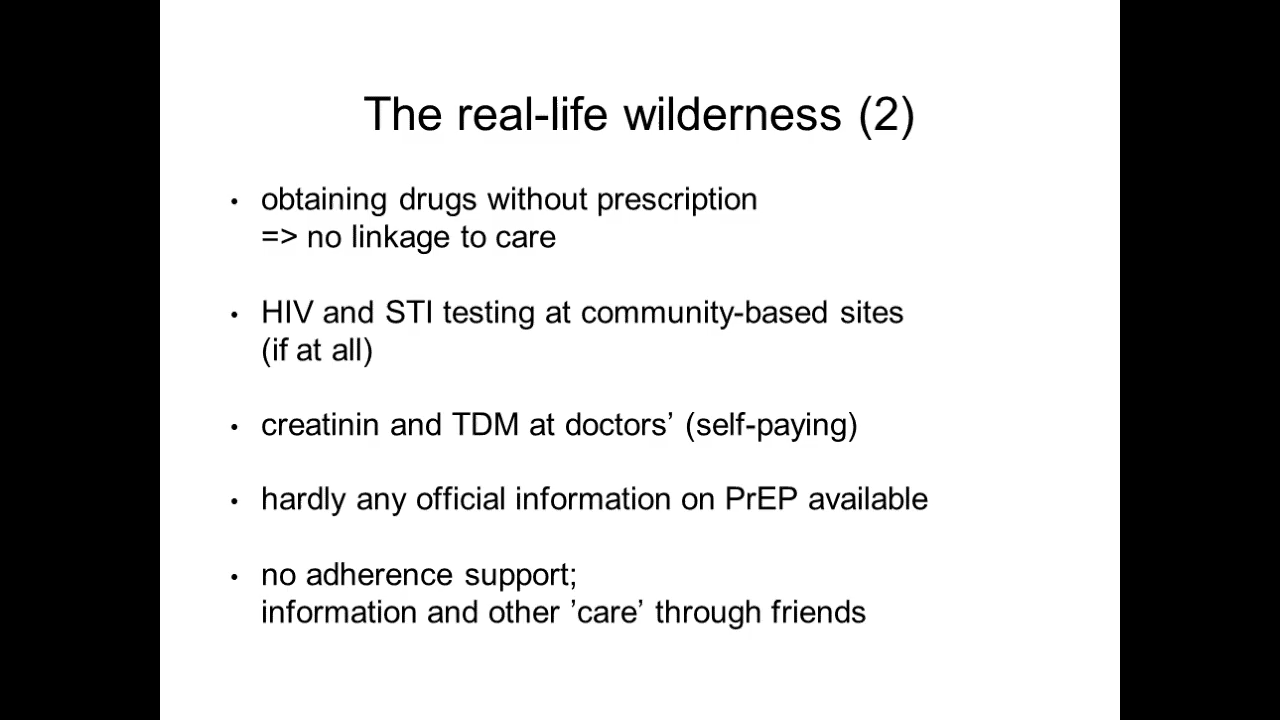 The real-life wilderness (2)
• obtaining drugs without prescription
=> no linkage to care
• HIV and STI testing at community-based sites
(if at all)
• creatinin and TDM at doctors’ (self-paying)
• hardly any official information on PrEP available
• no adherence support;
information and other ’care’ through friends